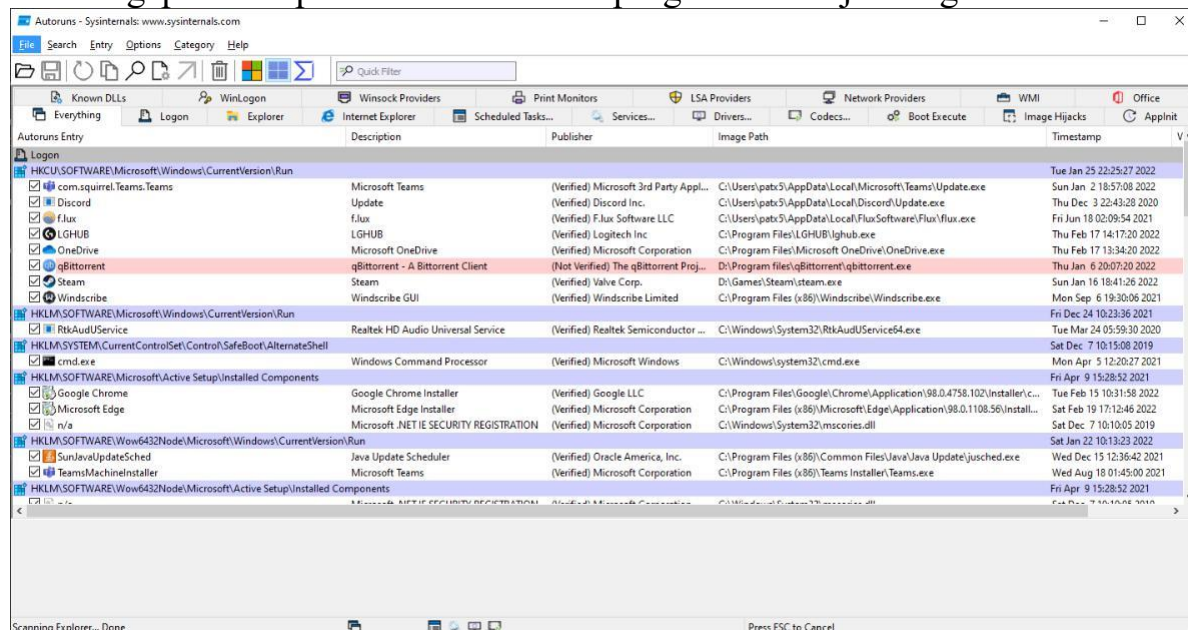 Autoruns - Sysinternals: www.sysinternals.com
File Search Entry Options Category Help
Quick Filter
Known DLLs WinLogon Winsock Providers Print Monitors LSA Providers Network Providers WMI Office
Everything Logon Explorer Internet Explorer Scheduled Tasks... Services... Drivers... Codecs... Boot Execute Image Hijacks AppInit
Autoruns Entry Description Publisher Image Path Timestamp V
Logon
HKCU\SOFTWARE\Microsoft\Windows\CurrentVersion\Run Tue Jan 25 22:25:27 2022
com.squirrel.Teams.Teams Microsoft Teams (Verified) Microsoft 3rd Party Appl... C:\Users\patx5\AppData\Local\Microsoft\Teams\Update.exe Sun Jan 2 18:57:08 2022
Discord Update (Verified) Discord Inc. C:\Users\patx5\AppData\Local\Discord\Update.exe Thu Dec 3 22:43:28 2020
f.lux f.lux (Verified) F.lux Software LLC C:\Users\patx5\AppData\Local\FluxSoftware\Flux\flux.exe Fri Jun 18 02:09:54 2021
LGHUB LGHUB (Verified) Logitech Inc C:\Program Files\LGHUB\lghub.exe Thu Feb 17 14:17:20 2022
OneDrive Microsoft OneDrive (Verified) Microsoft Corporation C:\Program Files\Microsoft OneDrive\OneDrive.exe Thu Feb 17 13:34:20 2022
qBittorrent qBittorrent - A Bittorrent Client (Not Verified) The qBittorrent Proj... D:\Program files\qBittorrent\qbittorrent.exe Thu Jan 6 20:07:20 2022
Steam Steam (Verified) Valve Corp. D:\Games\Steam\steam.exe Sun Jan 16 18:41:26 2022
Windscribe Windscribe GUI (Verified) Windscribe Limited C:\Program Files (x86)\Windscribe\Windscribe.exe Mon Sep 6 19:30:06 2021
HKLM\SOFTWARE\Microsoft\Windows\CurrentVersion\Run Fri Dec 24 10:23:36 2021
RtkAudUService Realtek HD Audio Universal Service (Verified) Realtek Semiconductor ... C:\Windows\System32\RtkAudUService64.exe Tue Mar 24 05:59:30 2020
HKLM\SYSTEM\CurrentControlSet\Control\SafeBoot\AlternateShell Sat Dec 7 10:15:08 2019
cmd.exe Windows Command Processor (Verified) Microsoft Windows C:\Windows\system32\cmd.exe Mon Apr 5 12:20:27 2021
HKLM\SOFTWARE\Microsoft\Active Setup\Installed Components Fri Apr 9 15:28:52 2021
Google Chrome Google Chrome Installer (Verified) Google LLC C:\Program Files\Google\Chrome\Application\98.0.4758.102\Installer\c... Tue Feb 15 10:31:58 2022
Microsoft Edge Microsoft Edge Installer (Verified) Microsoft Corporation C:\Program Files (x86)\Microsoft\Edge\Application\98.0.1108.56\Install... Sat Feb 19 17:12:46 2022
n/a Microsoft .NET IE SECURITY REGISTRATION (Verified) Microsoft Corporation C:\Windows\System32\mscories.dll Sat Dec 7 10:10:05 2019
HKLM\SOFTWARE\Wow6432Node\Microsoft\Windows\CurrentVersion\Run Sat Jan 22 10:13:23 2022
SunJavaUpdateSched Java Update Scheduler (Verified) Oracle America, Inc. C:\Program Files (x86)\Common Files\Java\Java Update\jusched.exe Wed Dec 15 12:36:42 2021
TeamsMachineInstaller Microsoft Teams (Verified) Microsoft Corporation C:\Program Files (x86)\Teams Installer\Teams.exe Wed Aug 18 01:45:00 2021
HKLM\SOFTWARE\Wow6432Node\Microsoft\Active Setup\Installed Components Fri Apr 9 15:28:52 2021
Scanning Explorer... Done Press ESC to Cancel